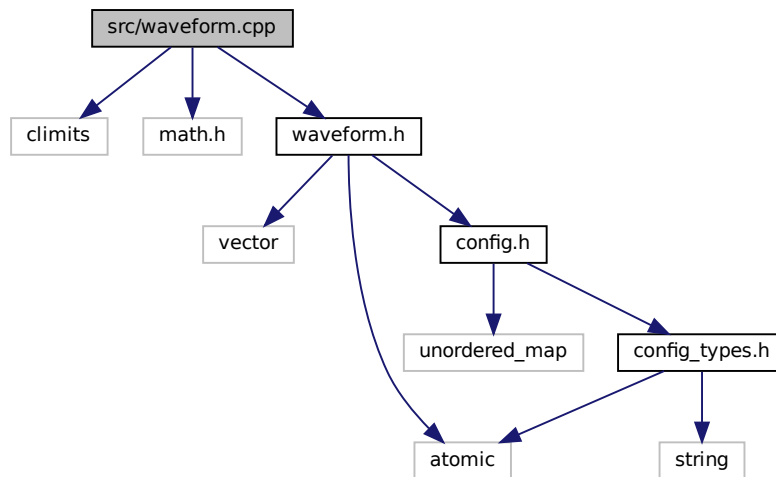 src/waveform.cpp
climits
math.h
waveform.h
vector
config.h
unordered_map
config_types.h
atomic
string